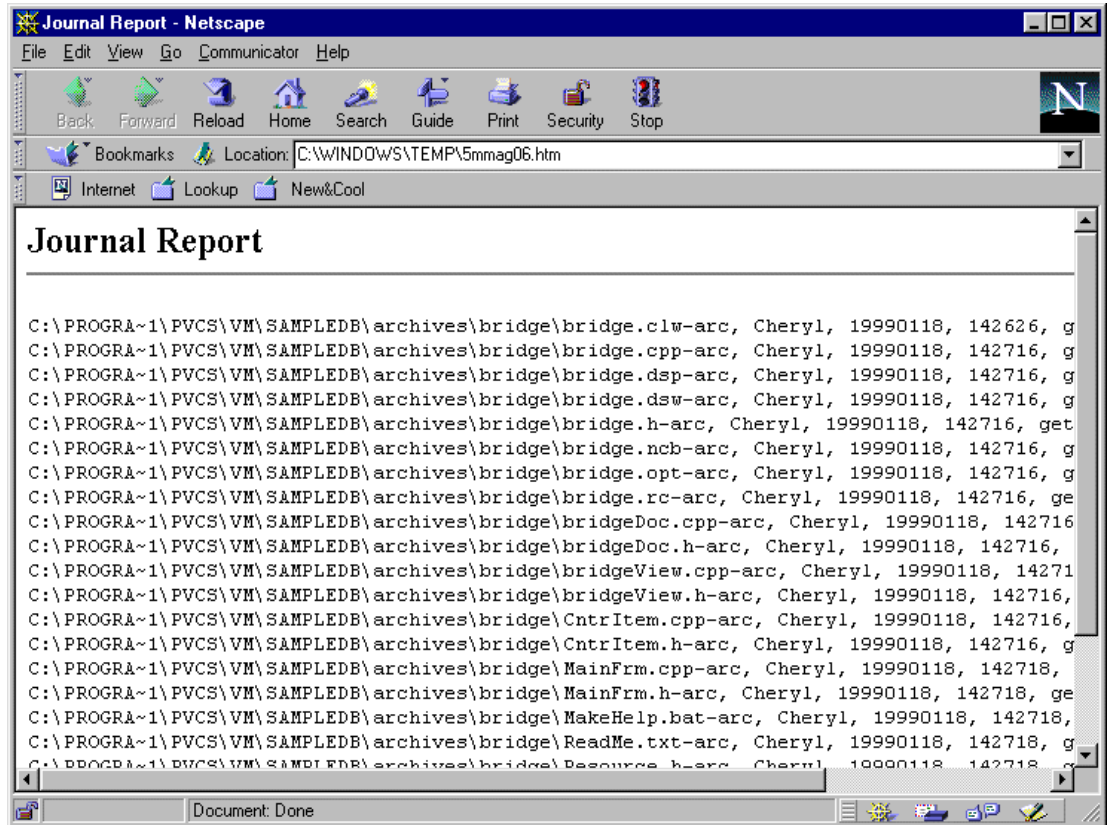 Journal Report - Netscape
File Edit View Go Communicator Help
Back Forward Reload Home Search Guide Print Security Stop
N
Bookmarks Location: C:\WINDOWS\TEMP\5mmag06.htm
Internet Lookup New&Cool
Journal Report
C:\PROGRA~1\PVCS\VM\SAMPLEDB\archives\bridge\bridge.clw-arc, Cheryl, 19990118, 142626, g
C:\PROGRA~1\PVCS\VM\SAMPLEDB\archives\bridge\bridge.cpp-arc, Cheryl, 19990118, 142716, g
C:\PROGRA~1\PVCS\VM\SAMPLEDB\archives\bridge\bridge.dsp-arc, Cheryl, 19990118, 142716, g
C:\PROGRA~1\PVCS\VM\SAMPLEDB\archives\bridge\bridge.dsw-arc, Cheryl, 19990118, 142716, g
C:\PROGRA~1\PVCS\VM\SAMPLEDB\archives\bridge\bridge.h-arc, Cheryl, 19990118, 142716, get
C:\PROGRA~1\PVCS\VM\SAMPLEDB\archives\bridge\bridge.ncb-arc, Cheryl, 19990118, 142716, g
C:\PROGRA~1\PVCS\VM\SAMPLEDB\archives\bridge\bridge.opt-arc, Cheryl, 19990118, 142716, g
C:\PROGRA~1\PVCS\VM\SAMPLEDB\archives\bridge\bridge.rc-arc, Cheryl, 19990118, 142716, ge
C:\PROGRA~1\PVCS\VM\SAMPLEDB\archives\bridge\bridgeDoc.cpp-arc, Cheryl, 19990118, 142716
C:\PROGRA~1\PVCS\VM\SAMPLEDB\archives\bridge\bridgeDoc.h-arc, Cheryl, 19990118, 142716,
C:\PROGRA~1\PVCS\VM\SAMPLEDB\archives\bridge\bridgeView.cpp-arc, Cheryl, 19990118, 14271
C:\PROGRA~1\PVCS\VM\SAMPLEDB\archives\bridge\bridgeView.h-arc, Cheryl, 19990118, 142716,
C:\PROGRA~1\PVCS\VM\SAMPLEDB\archives\bridge\CntrItem.cpp-arc, Cheryl, 19990118, 142716,
C:\PROGRA~1\PVCS\VM\SAMPLEDB\archives\bridge\CntrItem.h-arc, Cheryl, 19990118, 142716, g
C:\PROGRA~1\PVCS\VM\SAMPLEDB\archives\bridge\MainFrm.cpp-arc, Cheryl, 19990118, 142718,
C:\PROGRA~1\PVCS\VM\SAMPLEDB\archives\bridge\MainFrm.h-arc, Cheryl, 19990118, 142718, ge
C:\PROGRA~1\PVCS\VM\SAMPLEDB\archives\bridge\MakeHelp.bat-arc, Cheryl, 19990118, 142718,
C:\PROGRA~1\PVCS\VM\SAMPLEDB\archives\bridge\ReadMe.txt-arc, Cheryl, 19990118, 142718, g
C:\PROGRA~1\PVCS\VM\SAMPLEDB\archives\bridge\Resource.h-arc, Cheryl, 19990118, 142718, g
Document: Done